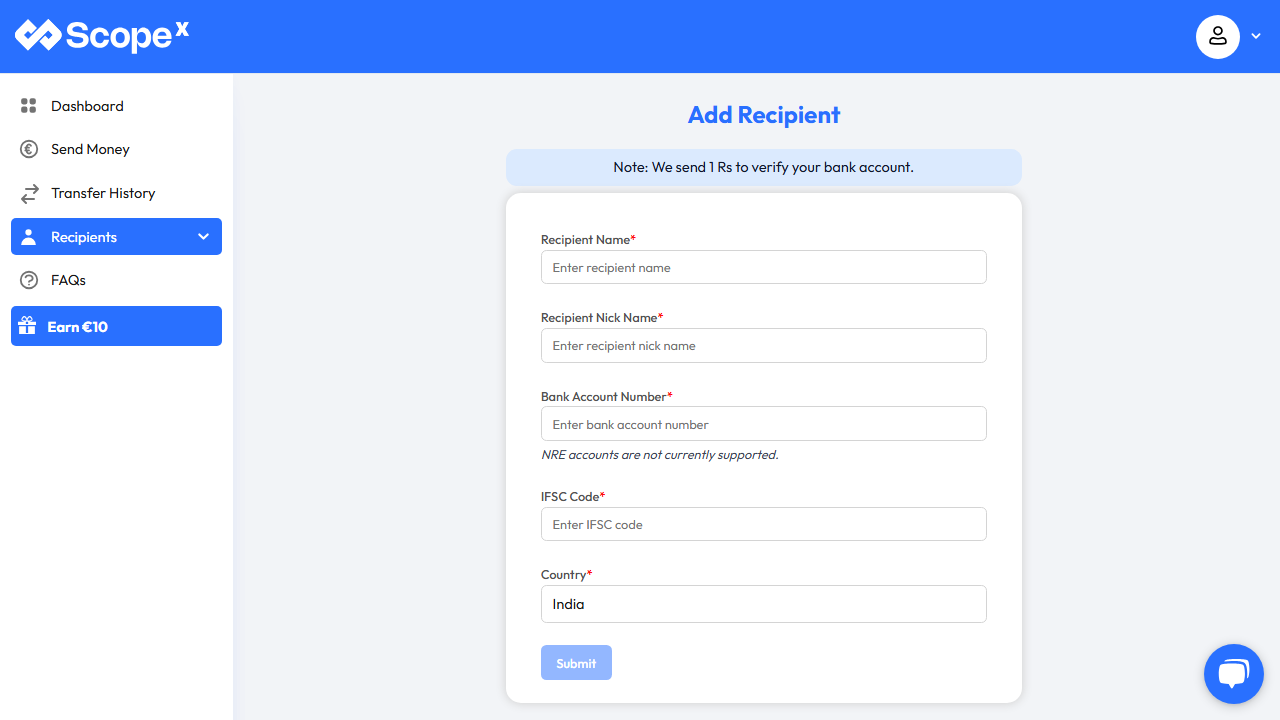 Scope X
Dashboard
Send Money
Transfer History
Recipients
FAQs
Earn €10
Add Recipient
Note: We send 1 Rs to verify your bank account.
Recipient Name*
Enter recipient name
Recipient Nick Name*
Enter recipient nick name
Bank Account Number*
Enter bank account number
NRE accounts are not currently supported.
IFSC Code*
Enter IFSC code
Country*
India
Submit